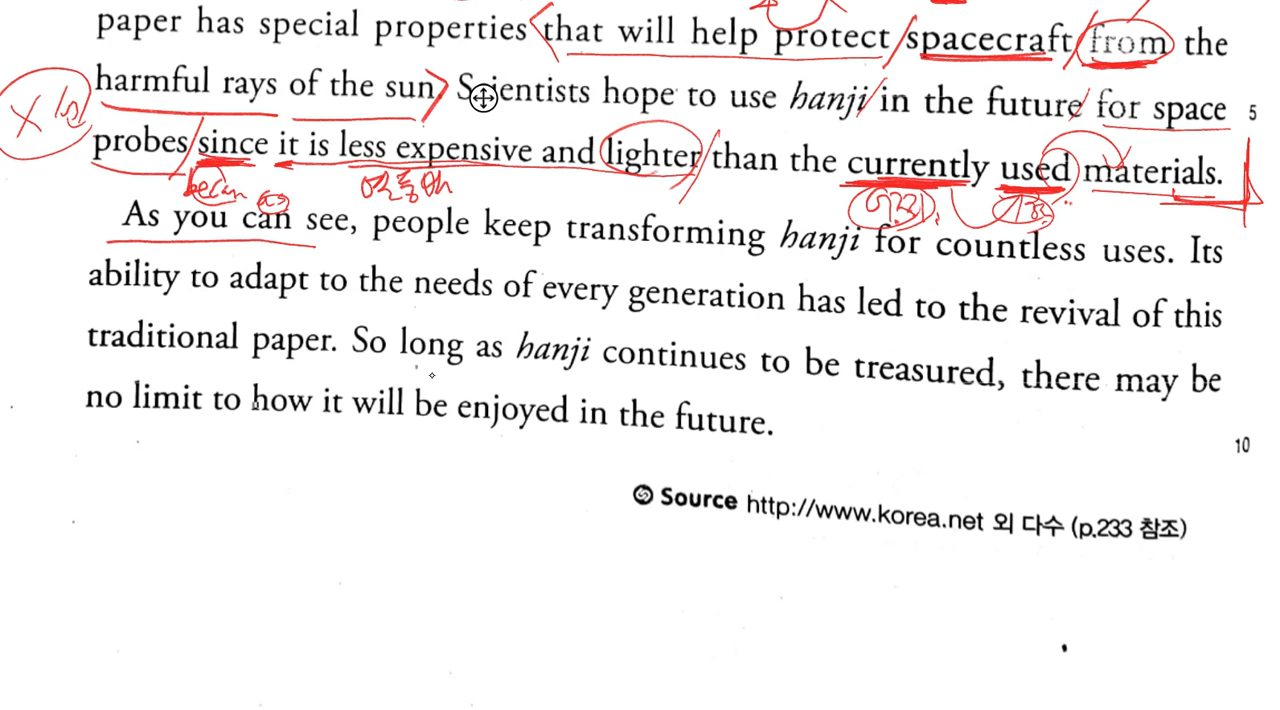 paper has special properties that will help protect spacecraft from the
harmful rays of the sun. Scientists hope to use hanji in the future for space 5
probes since it is less expensive and lighter than the currently used materials.
As you can see, people keep transforming hanji for countless uses. Its
ability to adapt to the needs of every generation has led to the revival of this
traditional paper. So long as hanji continues to be treasured, there may be
no limit to how it will be enjoyed in the future.
10
Source http://www.korea.net 외 다수 (p.233 참조)